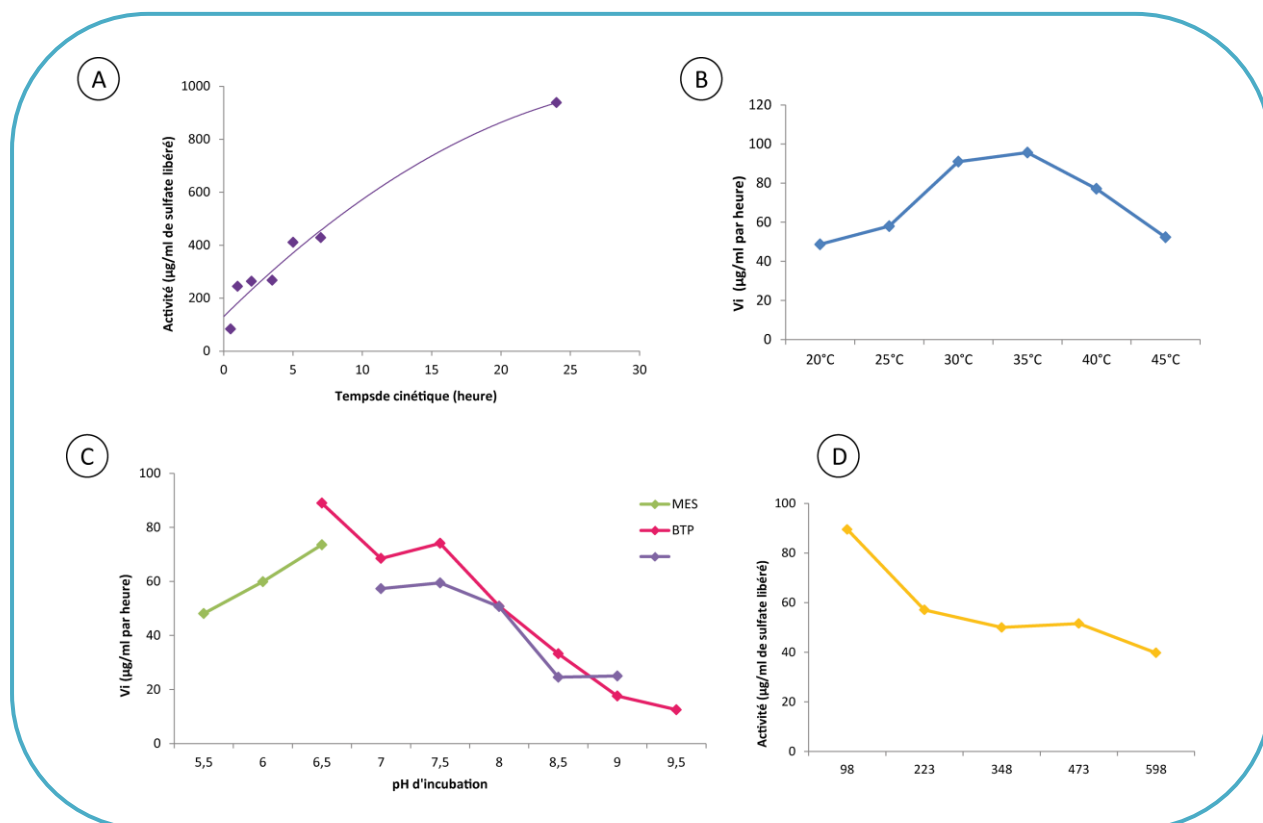 A
Activité (µg/ml de sulfate libéré)
1000
800
600
400
200
0
0 5 10 15 20 25 30
Tempsde cinétique (heure)
B
Vi (µg/ml par heure)
120
100
80
60
40
20
0
20°C 25°C 30°C 35°C 40°C 45°C
C
Vi (µg/ml par heure)
100
80
60
40
20
0
5,5 6 6,5 7 7,5 8 8,5 9 9,5
pH d'incubation
MES
BTP
D
Activité (µg/ml de sulfate libéré)
100
80
60
40
20
0
98 223 348 473 598